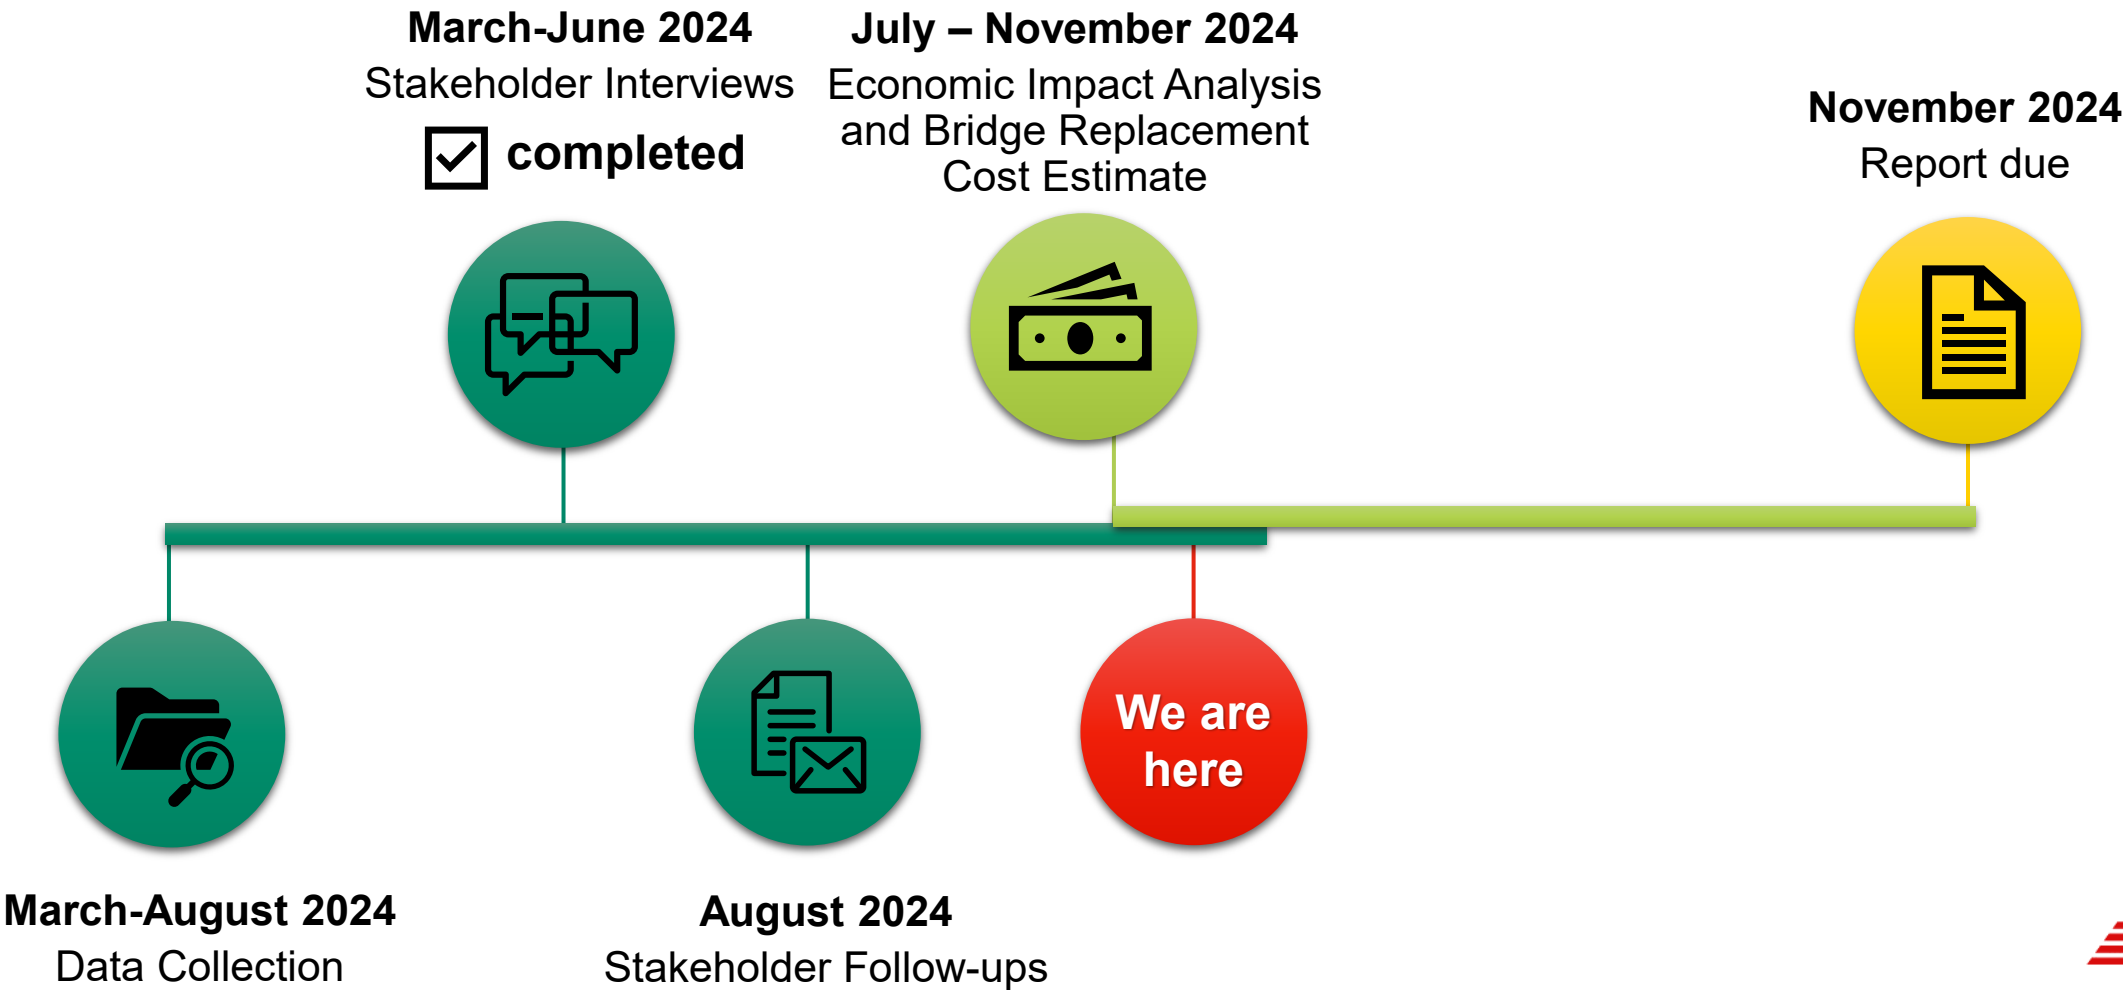 March-June 2024
Stakeholder Interviews
completed
July – November 2024
Economic Impact Analysis
and Bridge Replacement
Cost Estimate
November 2024
Report due
We are
here
March-August 2024
Data Collection
August 2024
Stakeholder Follow-ups